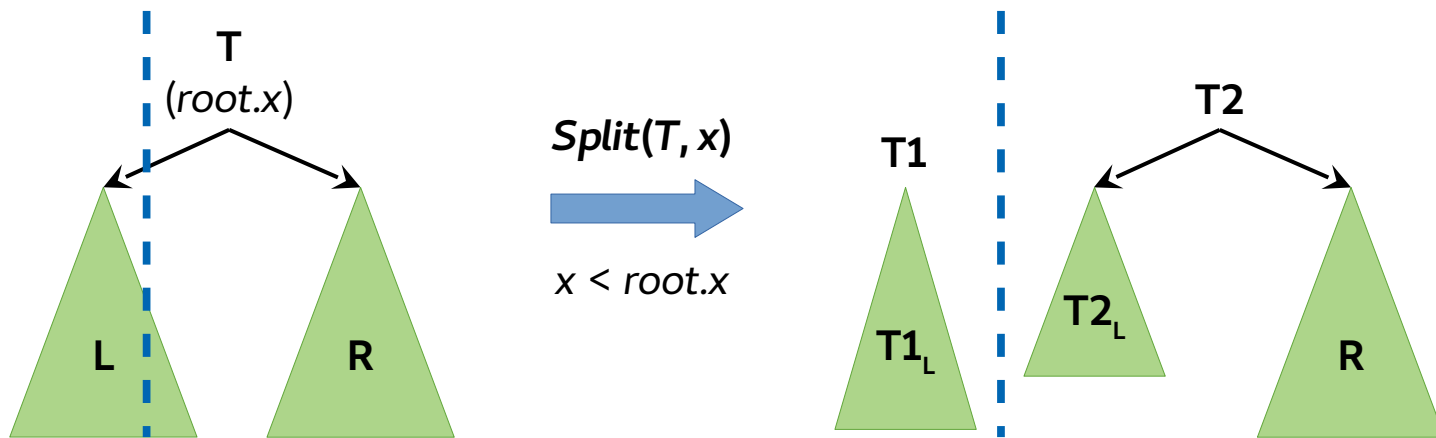 T
(root.x)
L
R
Split(T, x)
x < root.x
T1
T1L
T2
T2L
R